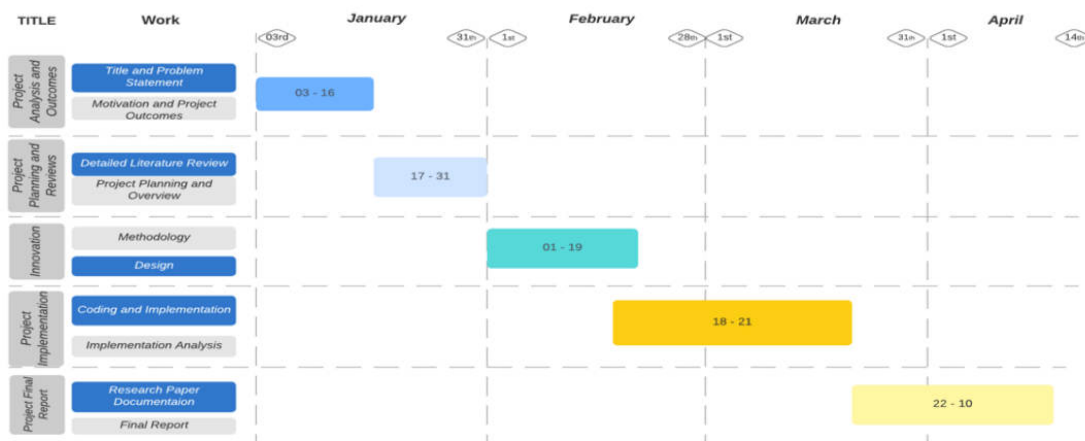 TITLE Work January February March April
03rd 31th 1st 28th 1st 31th 1st 14th
Project
Analysis and
Outcomes
Title and Problem
Statement
Motivation and Project
Outcomes
03 - 16
Project
Planning and
Reviews
Detailed Literature Review
Project Planning and
Overview
17 - 31
Innovation
Methodology
Design
01 - 19
Project
Implementation
Coding and Implementation
Implementation Analysis
18 - 21
Project Final
Report
Research Paper
Documentaion
Final Report
22 - 10